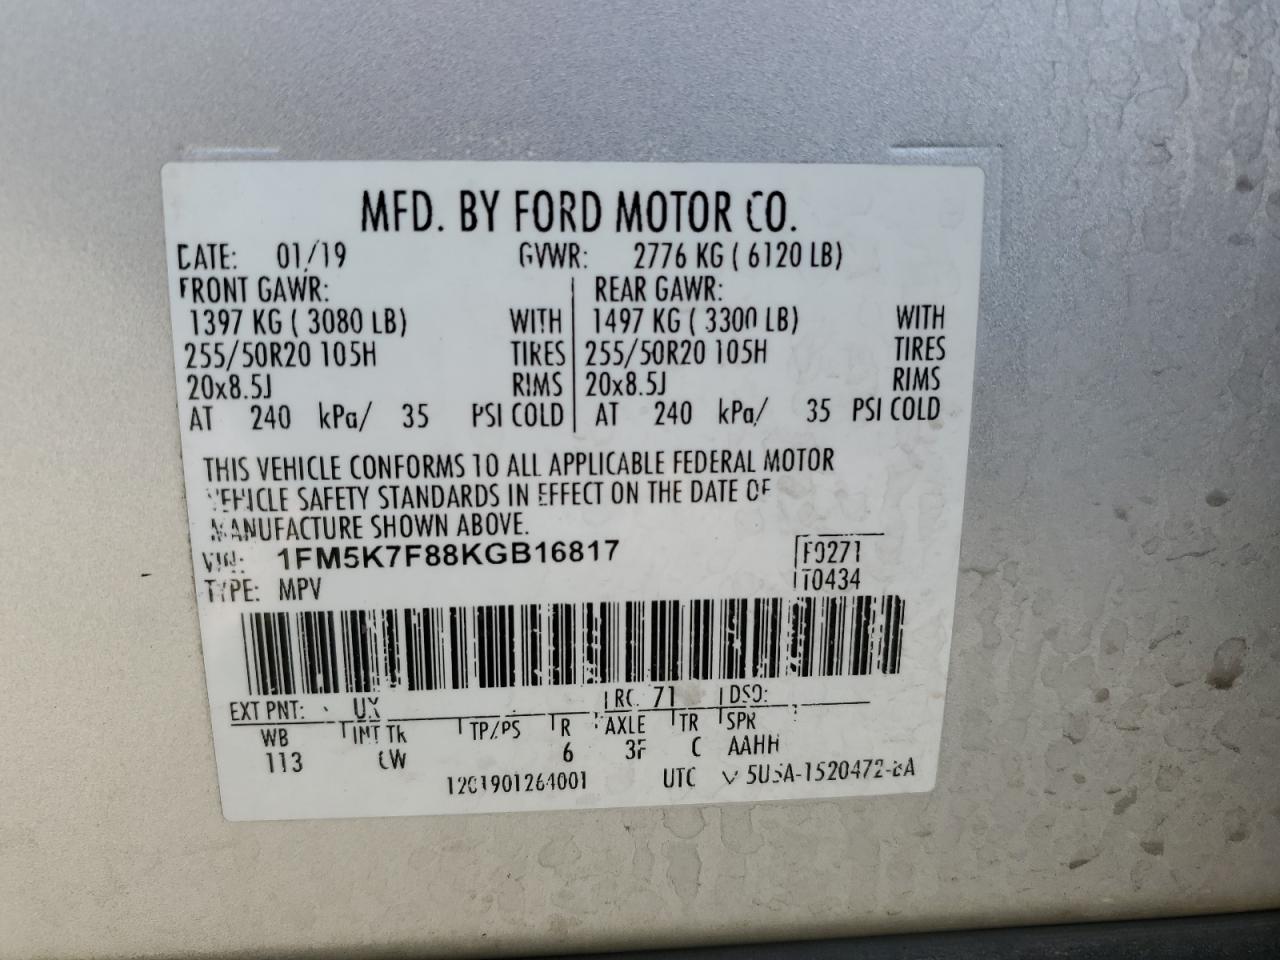 MFD. BY FORD MOTOR CO.
DATE: 01/19 GVWR: 2776 KG ( 6120 LB)
FRONT GAWR: REAR GAWR:
1397 KG ( 3080 LB) WITH 1497 KG ( 3300 LB) WITH
255/50R20 105H TIRES 255/50R20 105H TIRES
20x8.5J RIMS 20x8.5J RIMS
AT 240 kPa/ 35 PSI COLD AT 240 kPa/ 35 PSI COLD
THIS VEHICLE CONFORMS TO ALL APPLICABLE FEDERAL MOTOR
VEHICLE SAFETY STANDARDS IN EFFECT ON THE DATE OF
MANUFACTURE SHOWN ABOVE.
VIN: 1FM5K7F88KGB16817 F0271
TYPE: MPV T0434
EXT PNT: UX RC: 71 DSO:
WB INT TR TP/PS R AXLE TR SPR
113 CW 6 3F C AAHH
1201901264001 UTC 5USA-1520472-BA